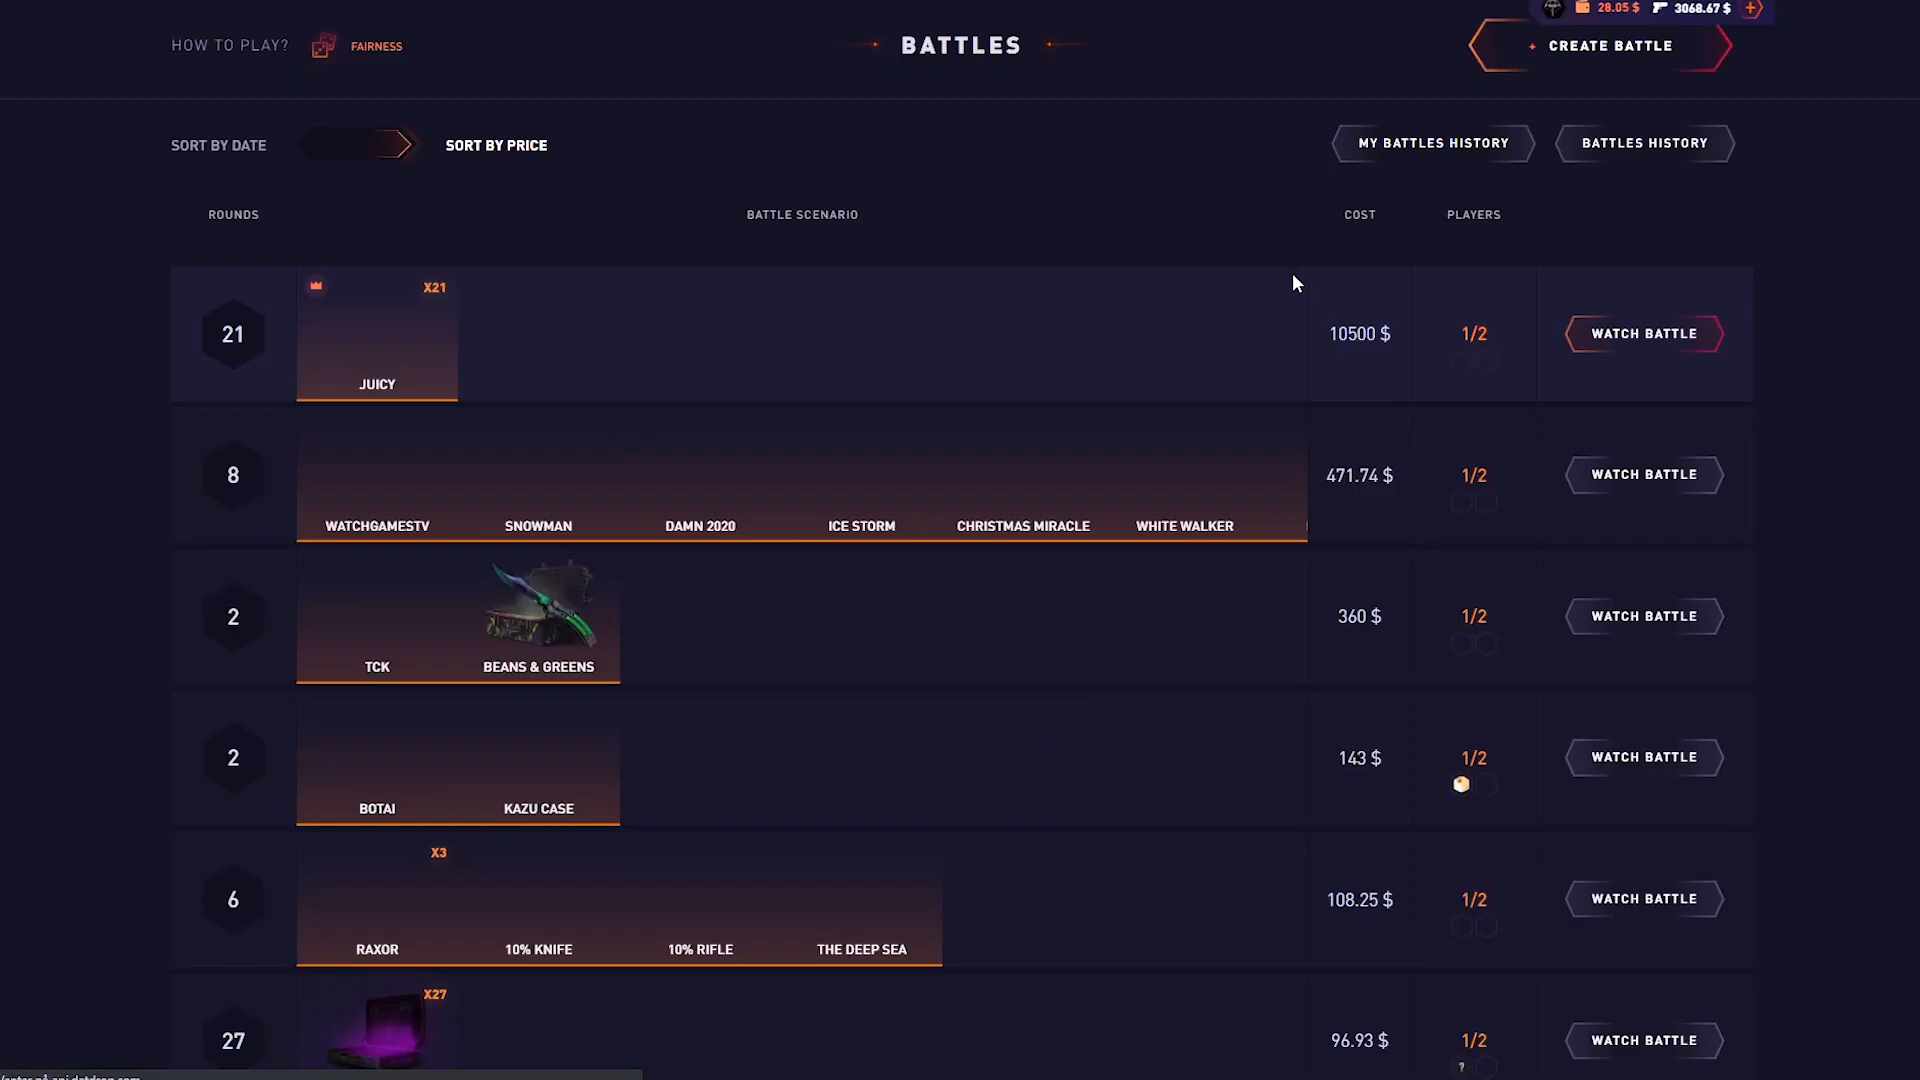 28.05 $ 3068.67 $ +
HOW TO PLAY? FAIRNESS BATTLES + CREATE BATTLE
SORT BY DATE SORT BY PRICE MY BATTLES HISTORY BATTLES HISTORY
ROUNDS BATTLE SCENARIO COST PLAYERS
X21
21 10500 $ 1/2 WATCH BATTLE
JUICY
8 471.74 $ 1/2 WATCH BATTLE
WATCHGAMESTV SNOWMAN DAMN 2020 ICE STORM CHRISTMAS MIRACLE WHITE WALKER
2 360 $ 1/2 WATCH BATTLE
TCK BEANS & GREENS
2 143 $ 1/2 WATCH BATTLE
BOTAI KAZU CASE
X3
6 108.25 $ 1/2 WATCH BATTLE
RAXOR 10% KNIFE 10% RIFLE THE DEEP SEA
X27
27 96.93 $ 1/2 WATCH BATTLE
?